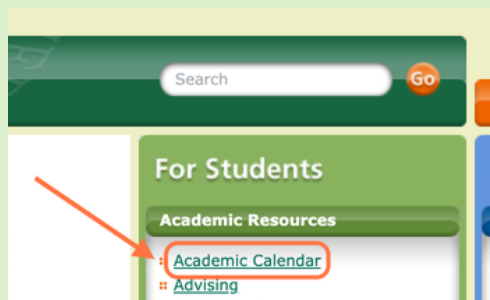 Search
Go
For Students
Academic Resources
Academic Calendar
Advising